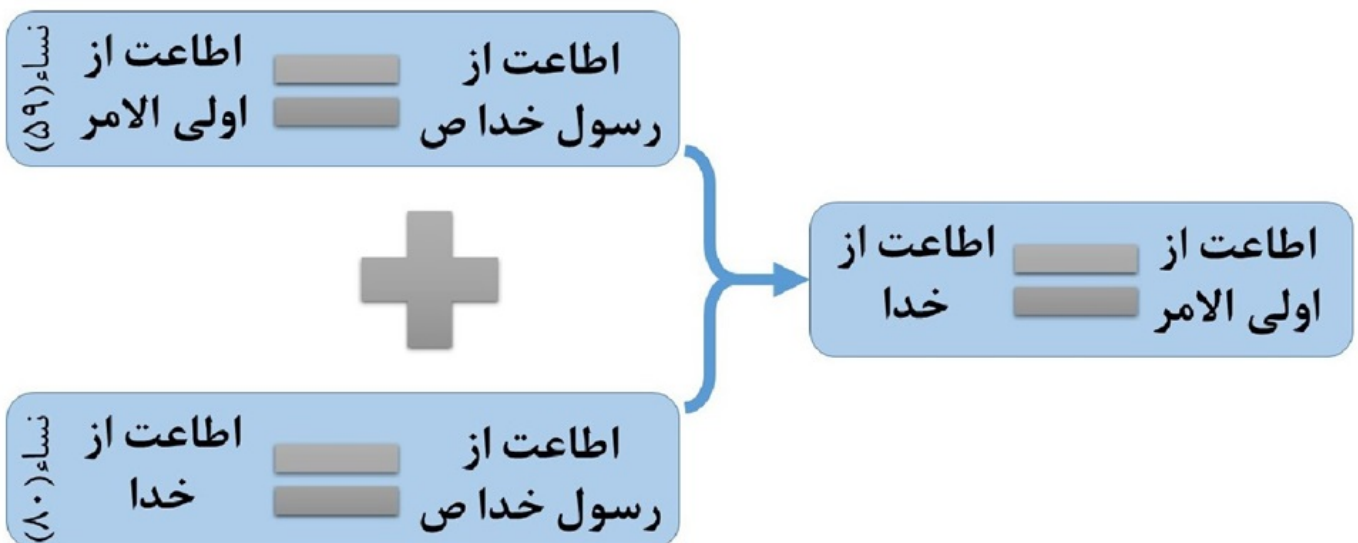 اطاعت از
رسول خدا ص
اطاعت از
اولی الامر
نساء(۵۹)
اطاعت از
رسول خدا ص
اطاعت از
خدا
نساء(۸۰)
اطاعت از
اولی الامر
اطاعت از
خدا